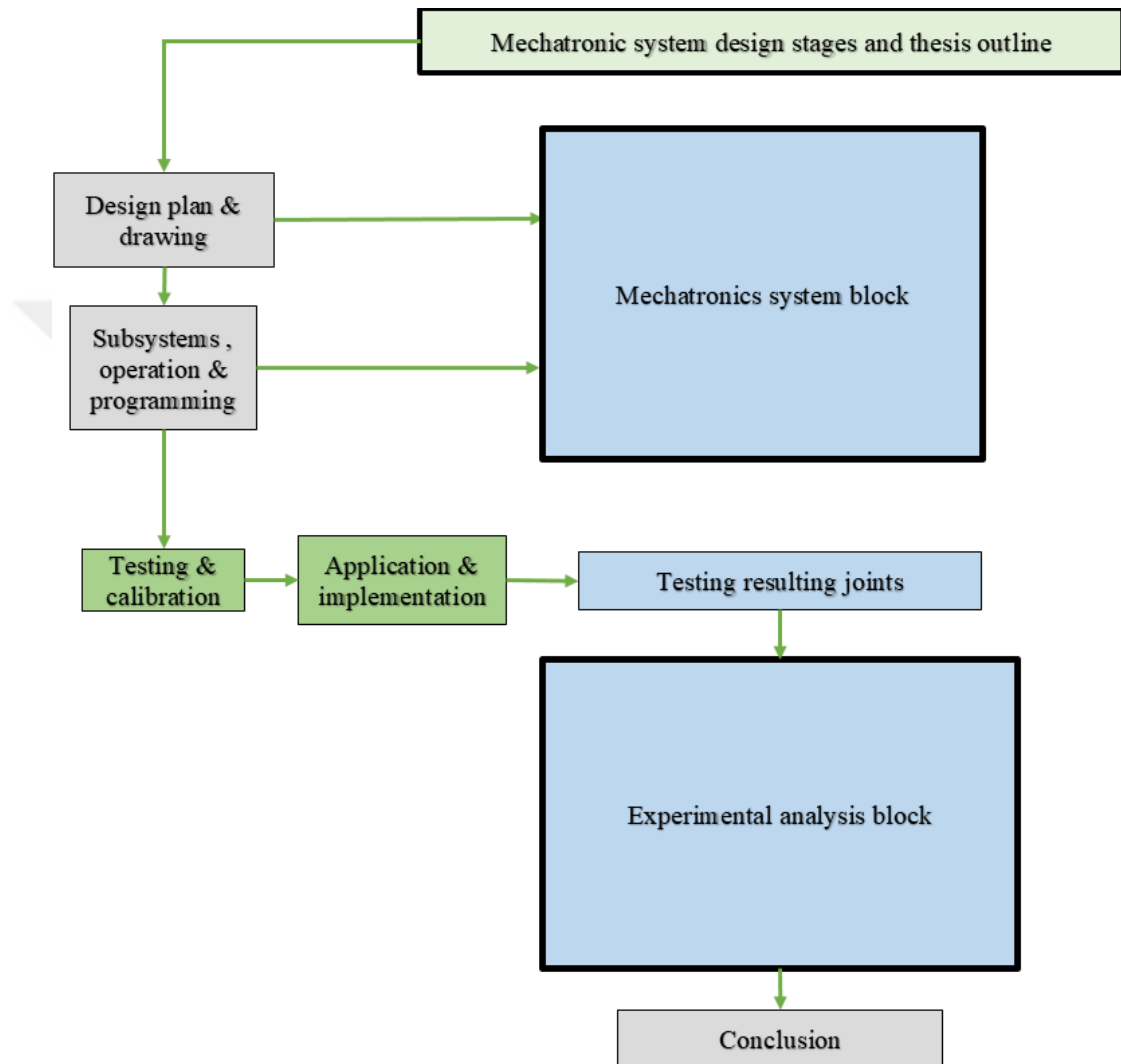 Mechatronic system design stages and thesis outline
Design plan &
drawing
Mechatronics system block
Subsystems ,
operation &
programming
Testing &
calibration
Application &
implementation
Testing resulting joints
Experimental analysis block
Conclusion